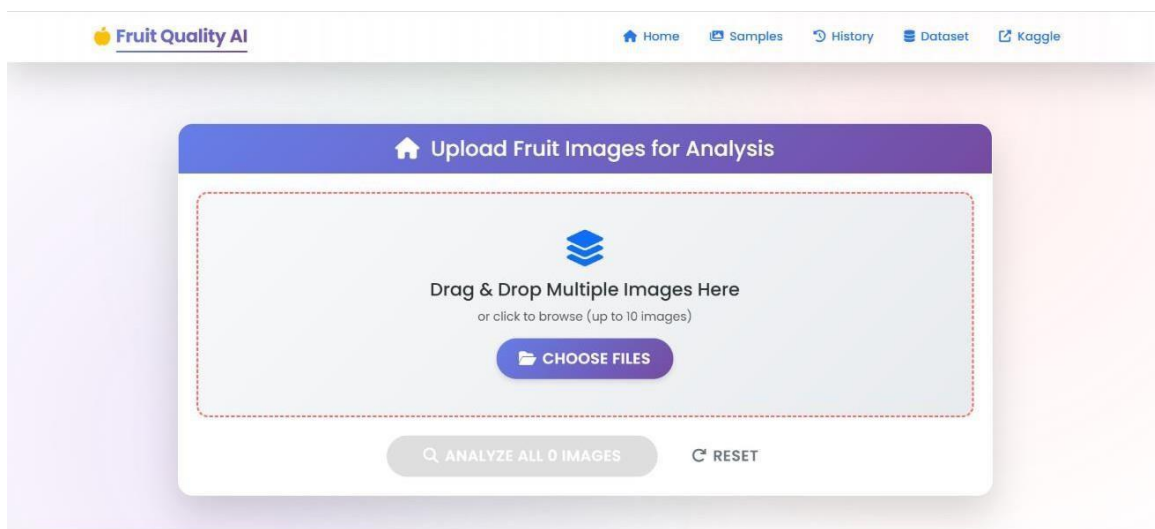 Fruit Quality AI
Home Samples History Dataset Kaggle
Upload Fruit Images for Analysis
Drag & Drop Multiple Images Here
or click to browse (up to 10 images)
CHOOSE FILES
ANALYZE ALL 0 IMAGES RESET